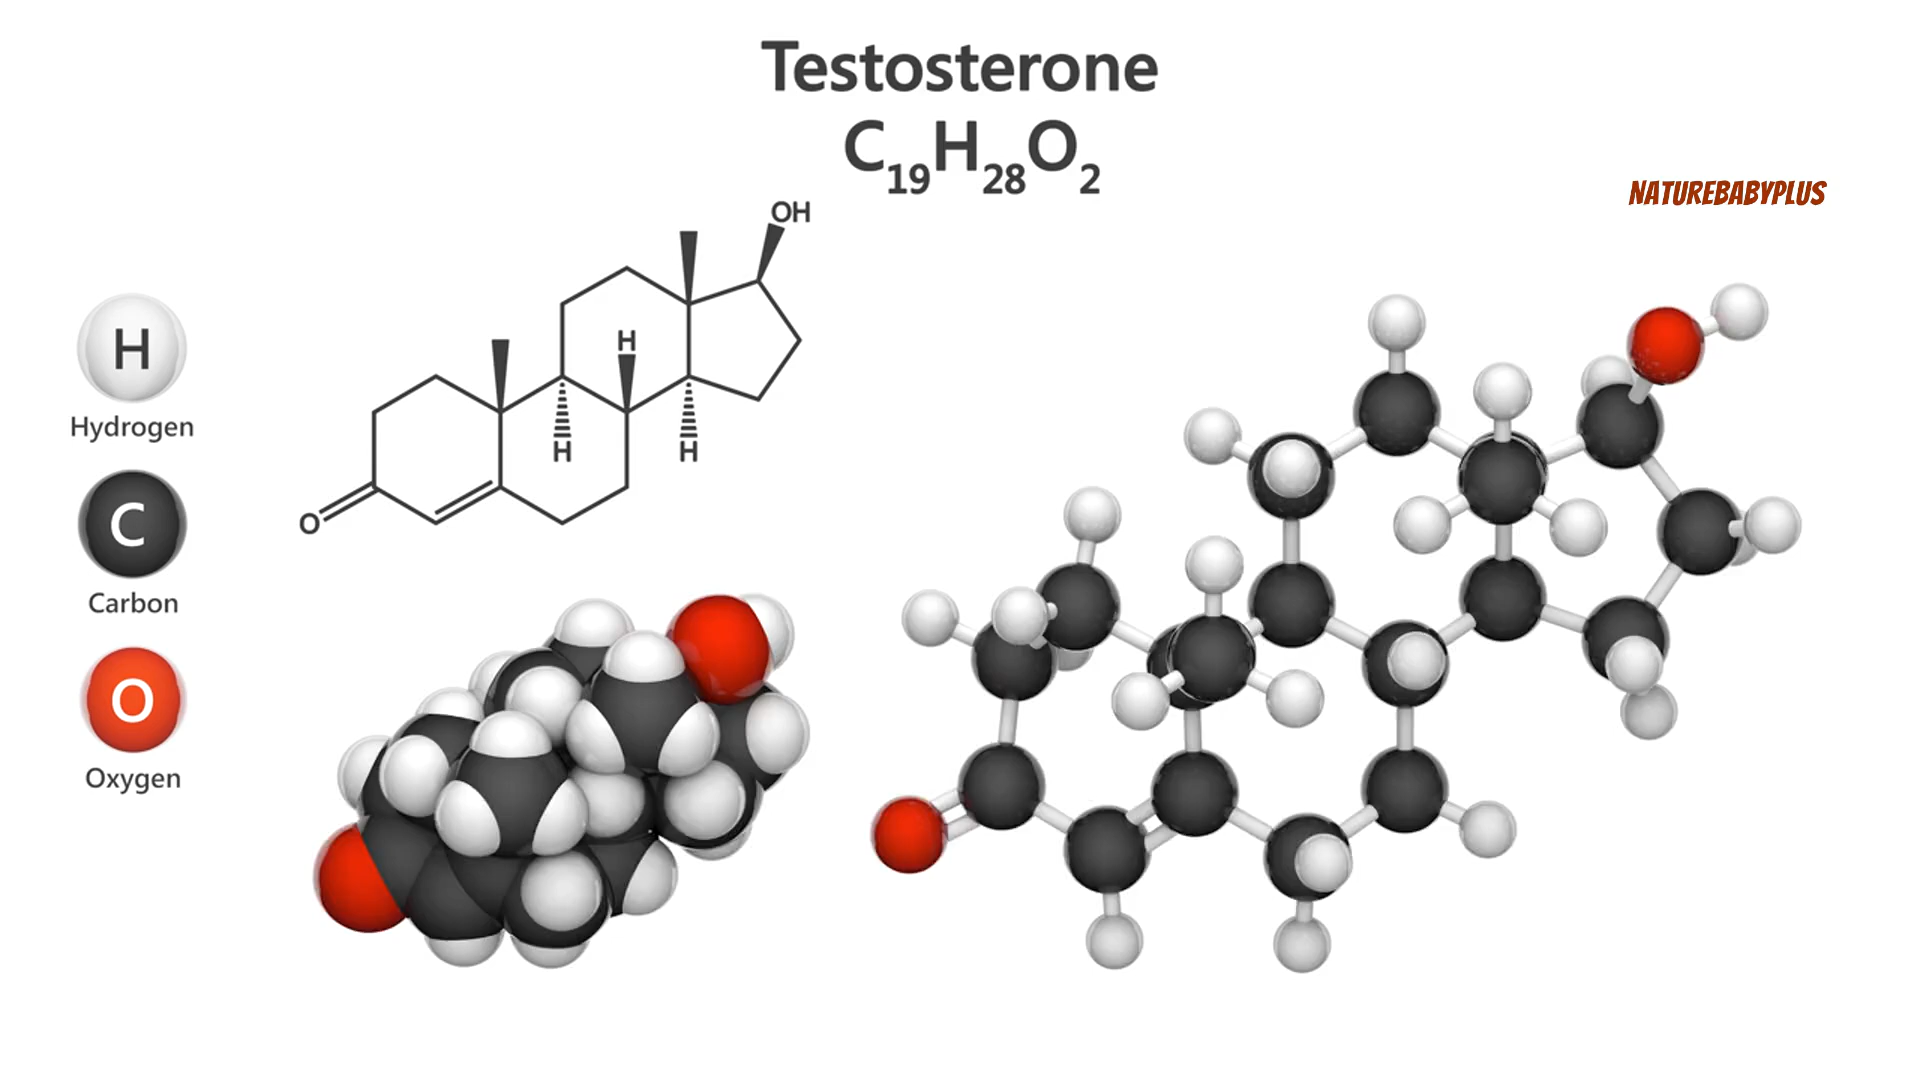 Testosterone
C₁₉H₂₈O₂
NATUREBABYPLUS
OH
H
H
H
H
O
Hydrogen
C
Carbon
O
Oxygen